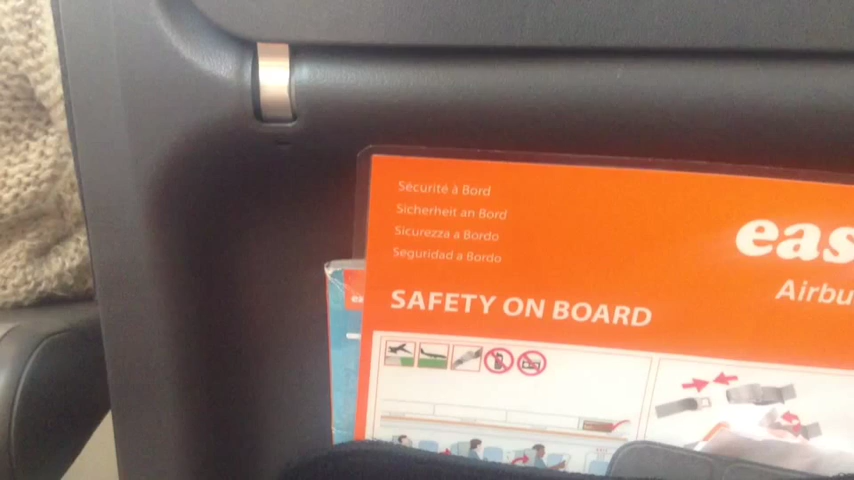 Sécurité à Bord
Sicherheit an Bord
Sicurezza a Bordo
Seguridad a Bordo
eas
Airbu
SAFETY ON BOARD